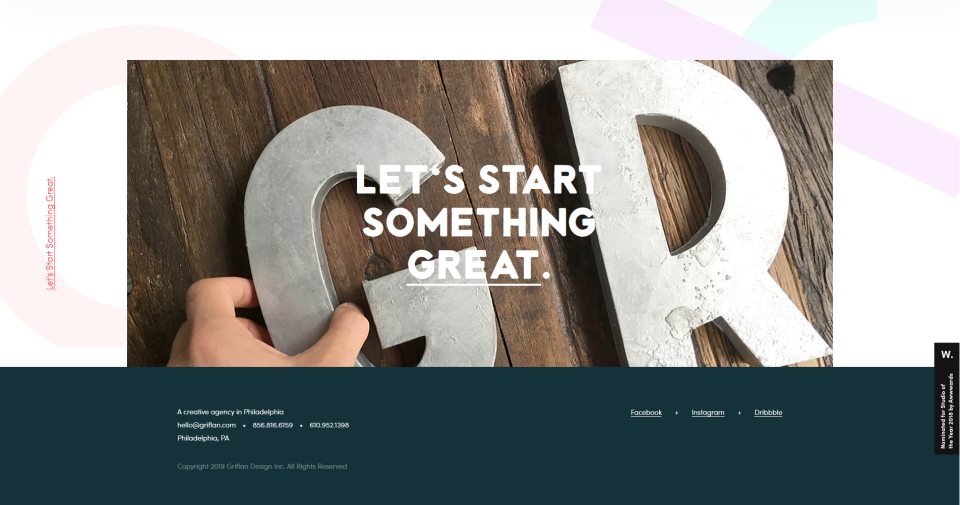 Let's Start Something Great.
LET'S START
SOMETHING
GREAT.
W.
Nominated for Studio of
the Year 2018 by Awwwards
A creative agency in Philadelphia
hello@griflan.com • 856.816.6159 • 610.952.1398
Philadelphia, PA
Facebook + Instagram + Dribbble
Copyright 2019 Griflan Design Inc. All Rights Reserved